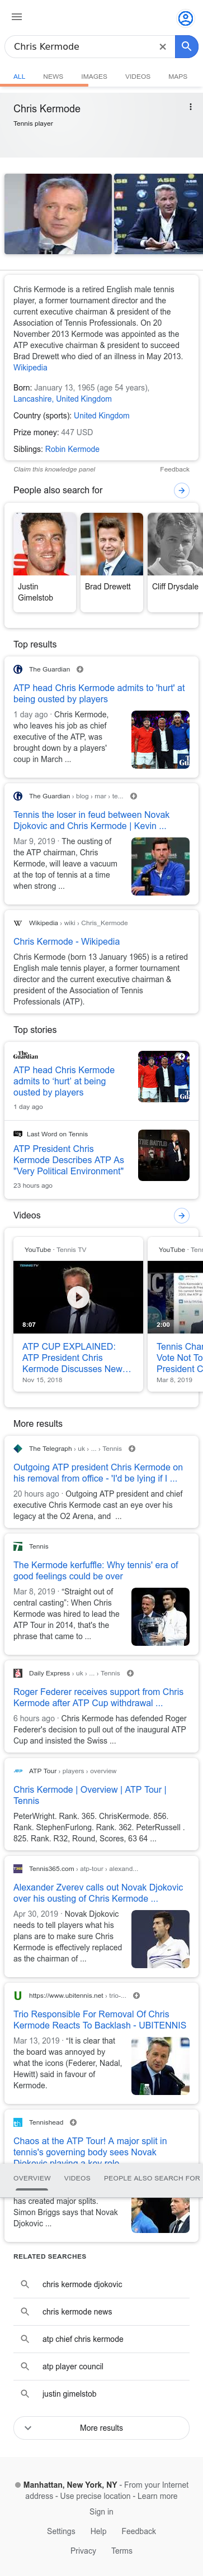 Chris Kermode
ALL NEWS IMAGES VIDEOS MAPS
Chris Kermode
Tennis player
Chris Kermode is a retired English male tennis
player, a former tournament director and the
current executive chairman & president of the
Association of Tennis Professionals. On 20
November 2013 Kermode was appointed as the
ATP executive chairman & president to succeed
Brad Drewett who died of an illness in May 2013.
Wikipedia
Born: January 13, 1965 (age 54 years),
Lancashire, United Kingdom
Country (sports): United Kingdom
Prize money: 447 USD
Siblings: Robin Kermode
Claim this knowledge panel Feedback
People also search for
Justin
Gimelstob
Brad Drewett
Cliff Drysdale
Top results
The Guardian
ATP head Chris Kermode admits to 'hurt' at
being ousted by players
1 day ago · Chris Kermode,
who leaves his job as chief
executive of the ATP, was
brought down by a players'
coup in March ...
The Guardian › blog › mar › te...
Tennis the loser in feud between Novak
Djokovic and Chris Kermode | Kevin ...
Mar 9, 2019 · The ousting of
the ATP chairman, Chris
Kermode, will leave a vacuum
at the top of tennis at a time
when strong ...
Wikipedia › wiki › Chris_Kermode
Chris Kermode - Wikipedia
Chris Kermode (born 13 January 1965) is a retired
English male tennis player, a former tournament
director and the current executive chairman &
president of the Association of Tennis
Professionals (ATP).
Top stories
The Guardian
ATP head Chris Kermode
admits to 'hurt' at being
ousted by players
1 day ago
Last Word on Tennis
ATP President Chris
Kermode Describes ATP As
"Very Political Environment"
23 hours ago
Videos
YouTube · Tennis TV
8:07
ATP CUP EXPLAINED:
ATP President Chris
Kermode Discusses New…
Nov 15, 2018
YouTube · Tenn
2:00
Tennis Chan
Vote Not To
President C
Mar 8, 2019
More results
The Telegraph › uk › ... › Tennis
Outgoing ATP president Chris Kermode on
his removal from office - 'I'd be lying if I ...
20 hours ago · Outgoing ATP president and chief
executive Chris Kermode cast an eye over his
legacy at the O2 Arena, and ...
Tennis
The Kermode kerfuffle: Why tennis' era of
good feelings could be over
Mar 8, 2019 · “Straight out of
central casting”: When Chris
Kermode was hired to lead the
ATP Tour in 2014, that's the
phrase that came to ...
Daily Express › uk › ... › Tennis
Roger Federer receives support from Chris
Kermode after ATP Cup withdrawal ...
6 hours ago · Chris Kermode has defended Roger
Federer's decision to pull out of the inaugural ATP
Cup and insisted the Swiss ...
ATP Tour › players › overview
Chris Kermode | Overview | ATP Tour |
Tennis
PeterWright. Rank. 365. ChrisKermode. 856.
Rank. StephenFurlong. Rank. 362. PeterRussell .
825. Rank. R32, Round, Scores, 63 64 ...
Tennis365.com › atp-tour › alexand...
Alexander Zverev calls out Novak Djokovic
over his ousting of Chris Kermode ...
Apr 30, 2019 · Novak Djokovic
needs to tell players what his
plans are to make sure Chris
Kermode is effectively replaced
as the chairman of ...
https://www.ubitennis.net › trio-...
Trio Responsible For Removal Of Chris
Kermode Reacts To Backlash - UBITENNIS
Mar 13, 2019 · “It is clear that
the board was annoyed by
what the icons (Federer, Nadal,
Hewitt) said in favour of
Kermode.
Tennishead
Chaos at the ATP Tour! A major split in
tennis's governing body sees Novak
Djokovic playing a key role
OVERVIEW VIDEOS PEOPLE ALSO SEARCH FOR
has created major splits.
Simon Briggs says that Novak
Djokovic ...
RELATED SEARCHES
chris kermode djokovic
chris kermode news
atp chief chris kermode
atp player council
justin gimelstob
More results
Manhattan, New York, NY - From your Internet
address - Use precise location - Learn more
Sign in
Settings Help Feedback
Privacy Terms